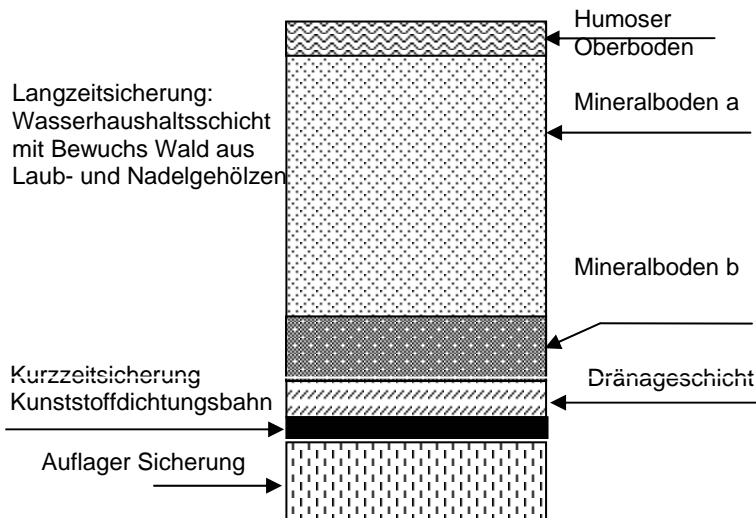 Humoser
Oberboden
Langzeitsicherung:
Wasserhaushaltsschicht
mit Bewuchs Wald aus
Laub- und Nadelgehölzen
Mineralboden a
Mineralboden b
Kurzzeitsicherung
Kunststoffdichtungsbahn
Dränageschicht
Auflager Sicherung